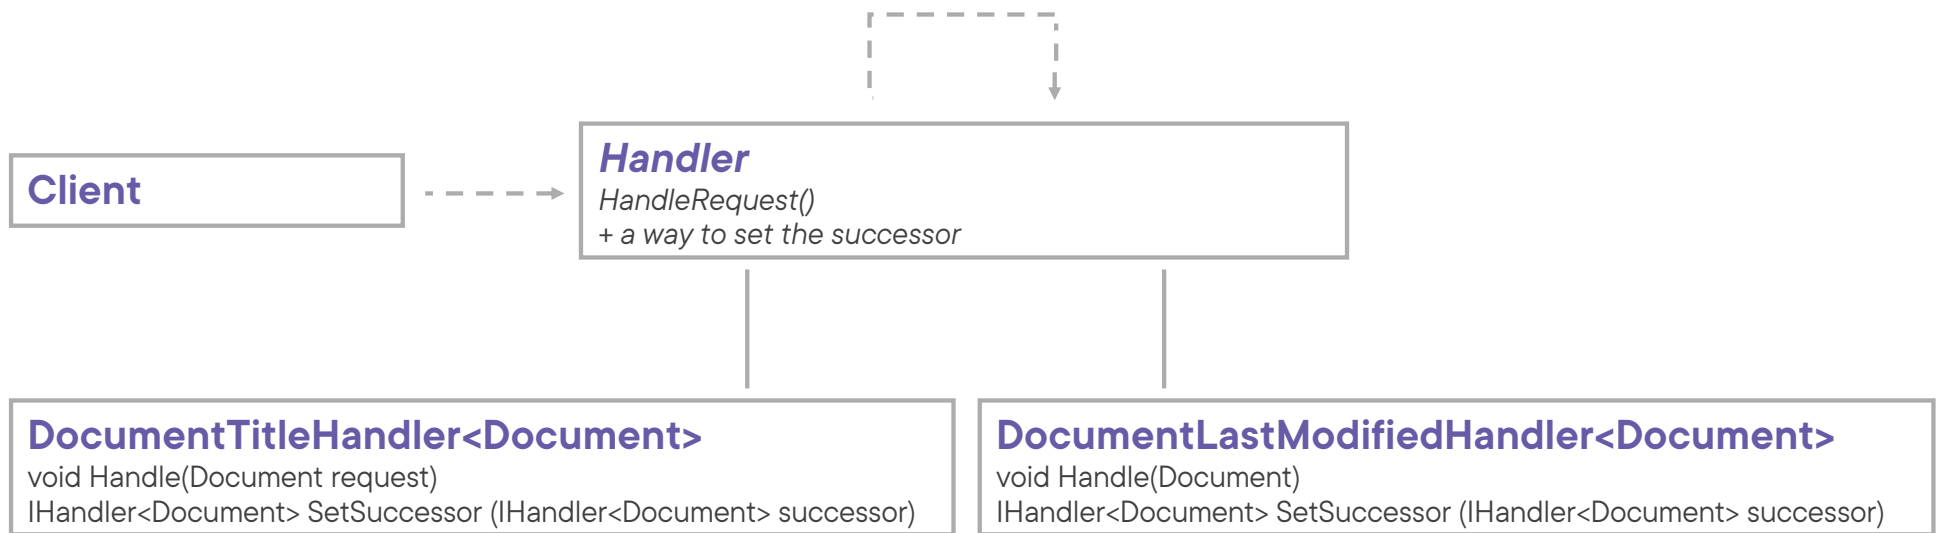 Client
Handler
HandleRequest()
+ a way to set the successor
DocumentTitleHandler<Document>
void Handle(Document request)
IHandler<Document> SetSuccessor (IHandler<Document> successor)
DocumentLastModifiedHandler<Document>
void Handle(Document)
IHandler<Document> SetSuccessor (IHandler<Document> successor)